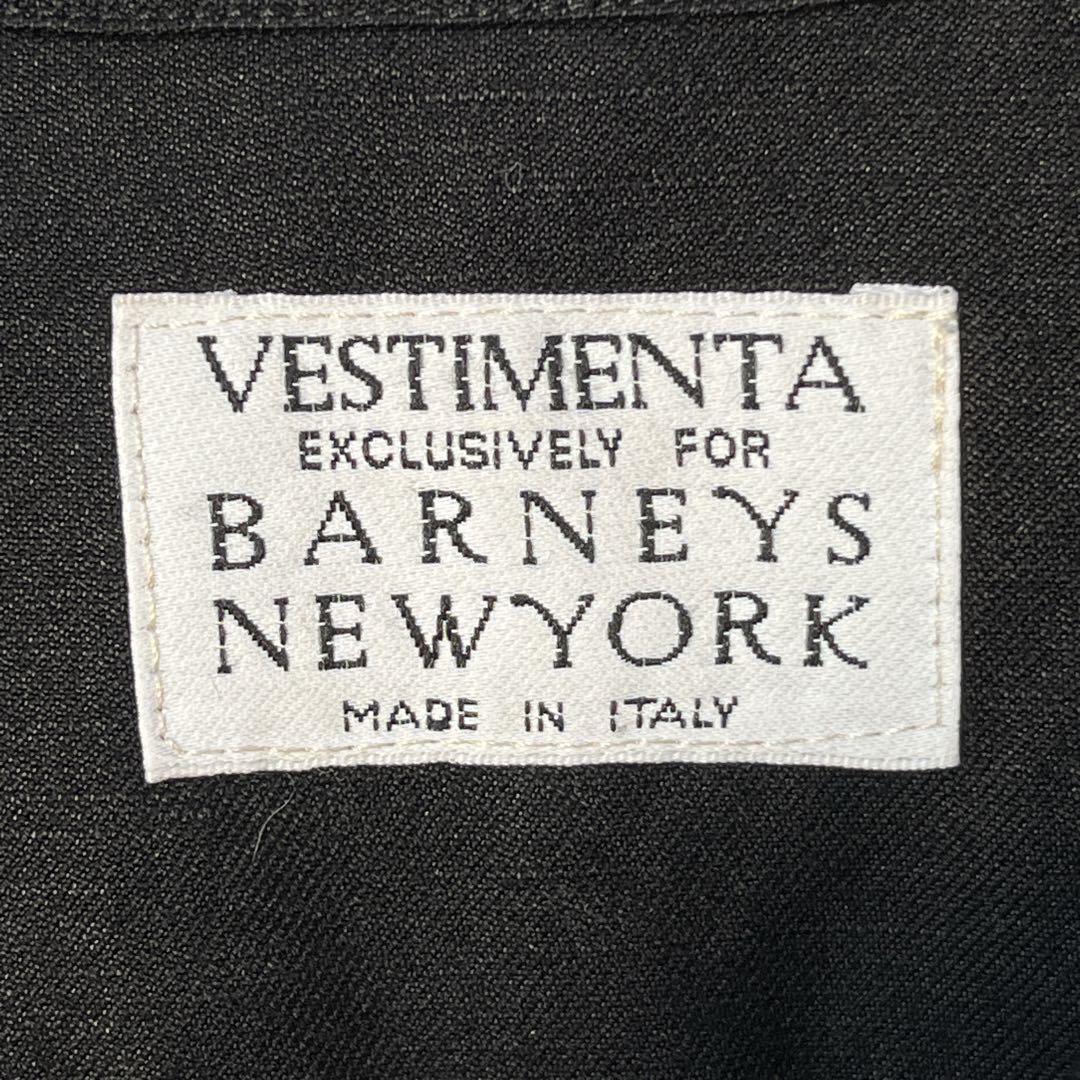 VESTIMENTA
EXCLUSIVELY FOR
BARNEYS
NEWYORK
MADE IN ITALY